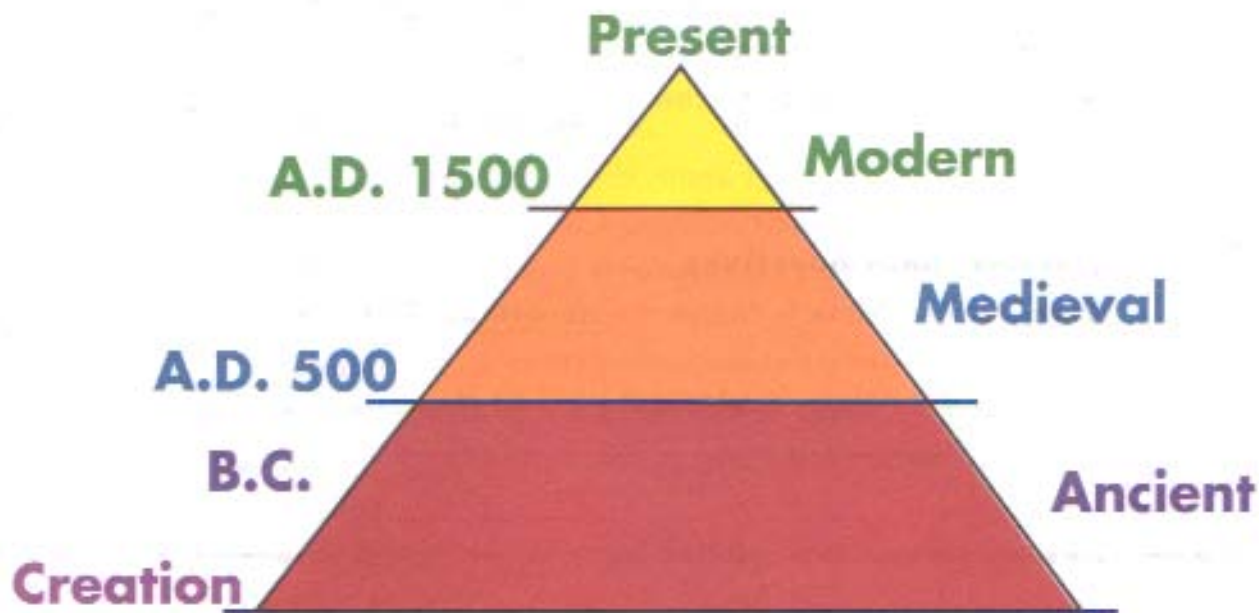 Present
A.D. 1500
Modern
Medieval
A.D. 500
B.C.
Ancient
Creation